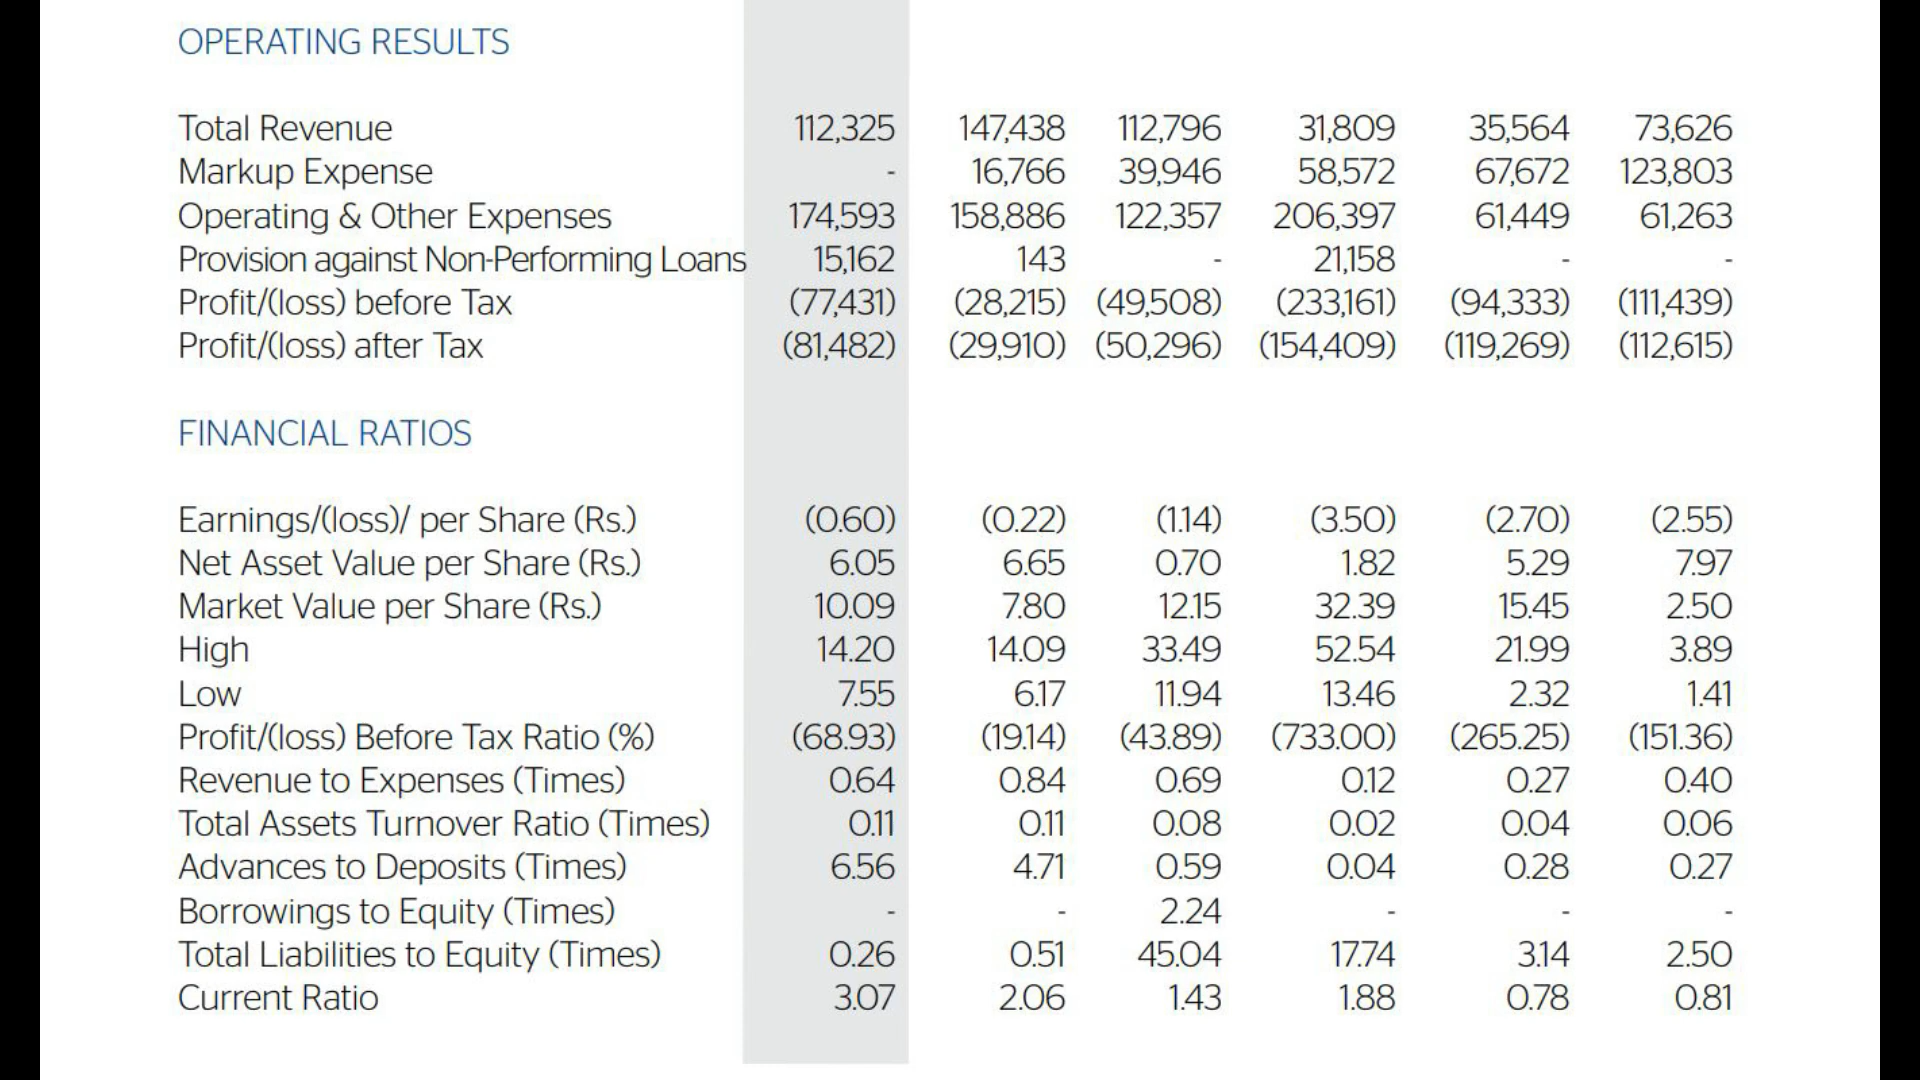 OPERATING RESULTS
Total Revenue 112,325 147,438 112,796 31,809 35,564 73,626
Markup Expense - 16,766 39,946 58,572 67,672 123,803
Operating & Other Expenses 174,593 158,886 122,357 206,397 61,449 61,263
Provision against Non-Performing Loans 15,162 143 - 21,158 - -
Profit/(loss) before Tax (77,431) (28,215) (49,508) (233,161) (94,333) (111,439)
Profit/(loss) after Tax (81,482) (29,910) (50,296) (154,409) (119,269) (112,615)
FINANCIAL RATIOS
Earnings/(loss)/ per Share (Rs.) (0.60) (0.22) (1.14) (3.50) (2.70) (2.55)
Net Asset Value per Share (Rs.) 6.05 6.65 0.70 1.82 5.29 7.97
Market Value per Share (Rs.) 10.09 7.80 12.15 32.39 15.45 2.50
High 14.20 14.09 33.49 52.54 21.99 3.89
Low 7.55 6.17 11.94 13.46 2.32 1.41
Profit/(loss) Before Tax Ratio (%) (68.93) (19.14) (43.89) (733.00) (265.25) (151.36)
Revenue to Expenses (Times) 0.64 0.84 0.69 0.12 0.27 0.40
Total Assets Turnover Ratio (Times) 0.11 0.11 0.08 0.02 0.04 0.06
Advances to Deposits (Times) 6.56 4.71 0.59 0.04 0.28 0.27
Borrowings to Equity (Times) - - 2.24 - - -
Total Liabilities to Equity (Times) 0.26 0.51 45.04 17.74 3.14 2.50
Current Ratio 3.07 2.06 1.43 1.88 0.78 0.81